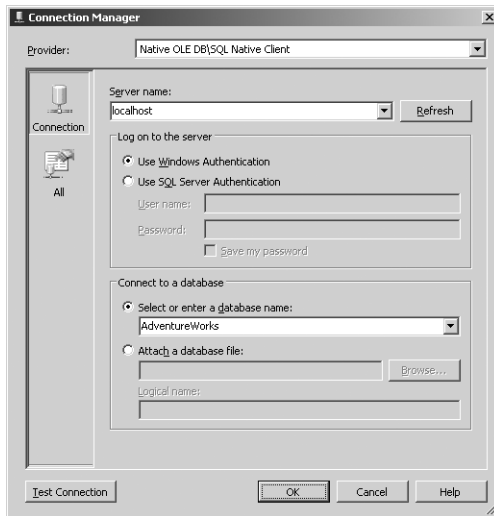 Connection Manager
Provider:
Native OLE DB\SQL Native Client
Connection
All
Server name:
localhost
Refresh
Log on to the server
Use Windows Authentication
Use SQL Server Authentication
User name:
Password:
Save my password
Connect to a database
Select or enter a database name:
AdventureWorks
Attach a database file:
Browse...
Logical name:
Test Connection
OK
Cancel
Help